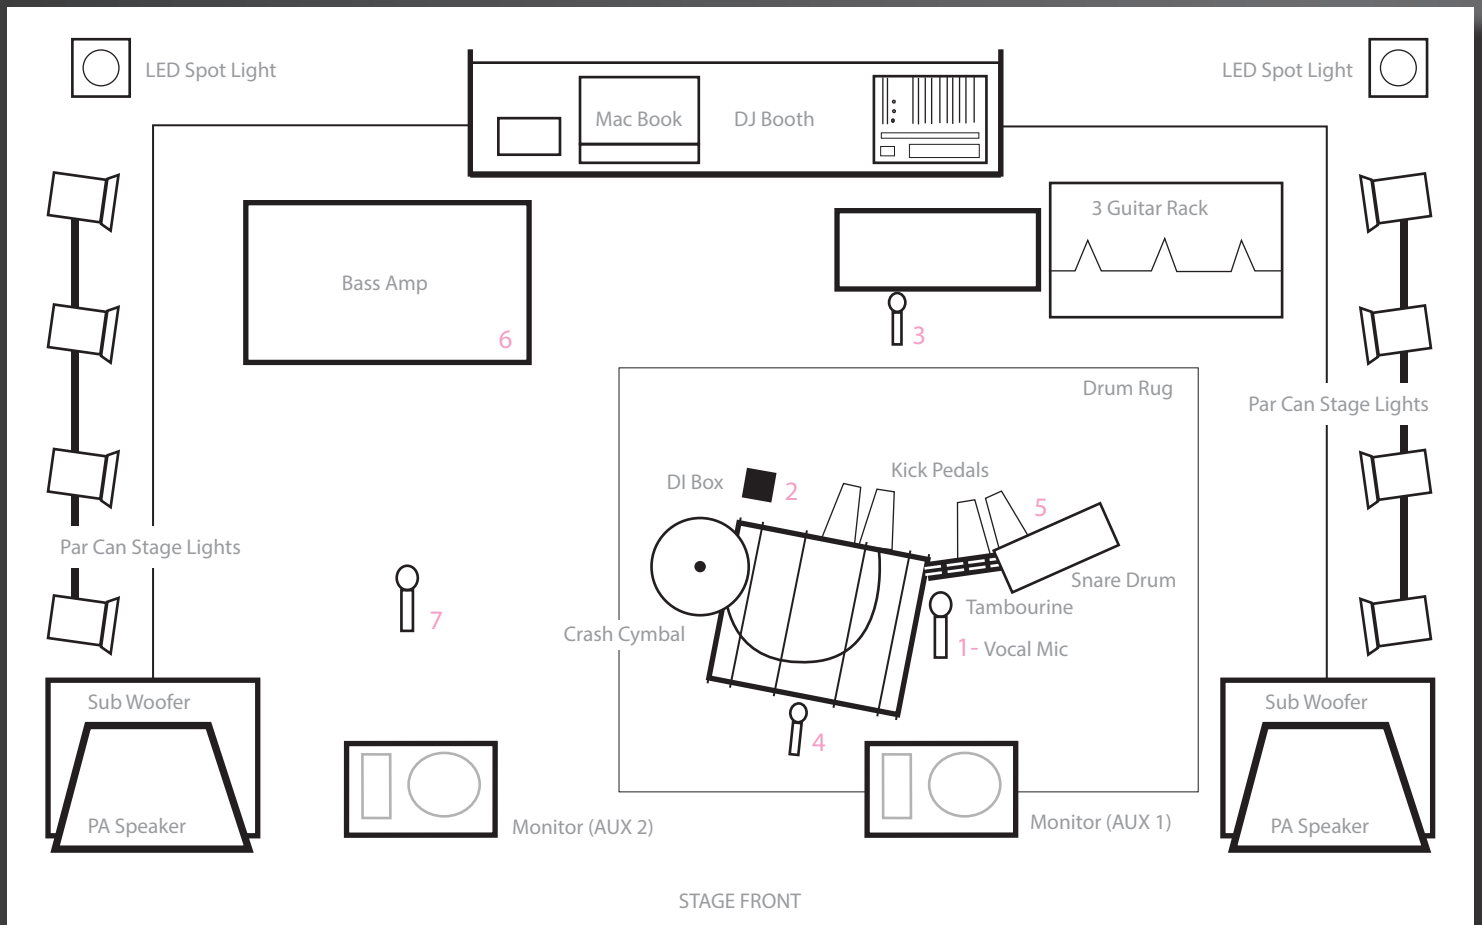 LED Spot Light
LED Spot Light
Mac Book
DJ Booth
3 Guitar Rack
Bass Amp
6
3
Drum Rug
Par Can Stage Lights
Kick Pedals
DI Box
2
5
Par Can Stage Lights
Snare Drum
Tambourine
7
Crash Cymbal
1- Vocal Mic
Sub Woofer
Sub Woofer
4
PA Speaker
Monitor (AUX 2)
Monitor (AUX 1)
PA Speaker
STAGE FRONT